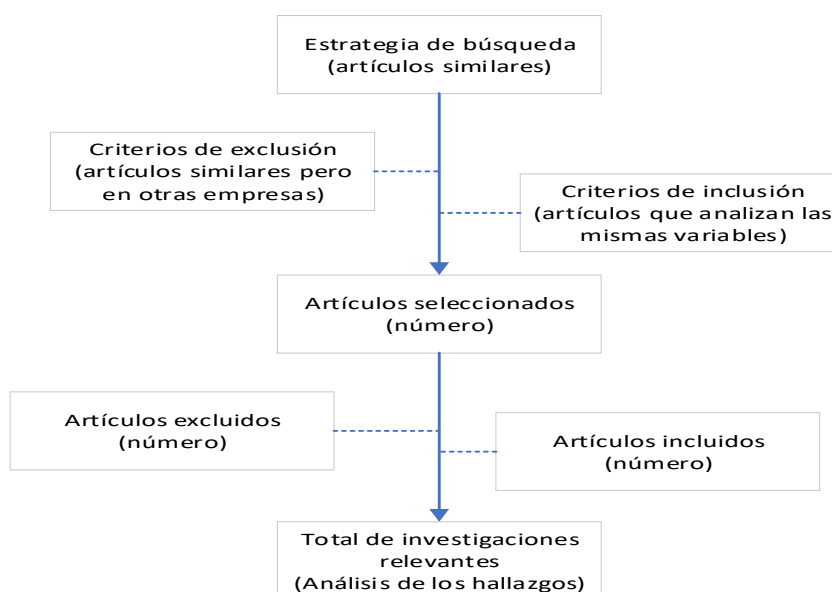 Estrategia de búsqueda
(artículos similares)
Criterios de exclusión
(artículos similares pero
en otras empresas)
Criterios de inclusión
(artículos que analizan las
mismas variables)
Artículos seleccionados
(número)
Artículos excluidos
(número)
Artículos incluidos
(número)
Total de investigaciones
relevantes
(Análisis de los hallazgos)